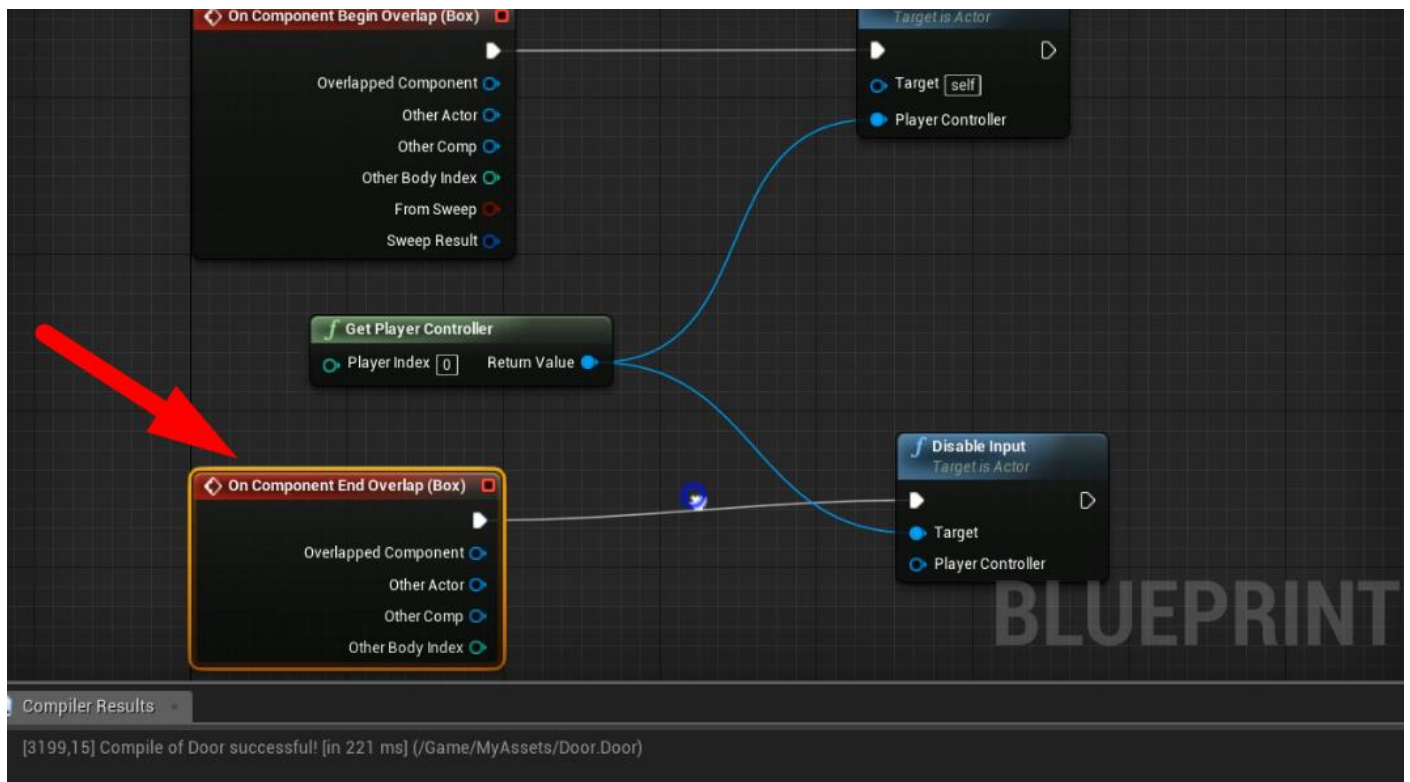 On Component Begin Overlap (Box)
Overlapped Component
Other Actor
Other Comp
Other Body Index
From Sweep
Sweep Result
Target is Actor
Target self
Player Controller
Get Player Controller
Player Index 0 Return Value
On Component End Overlap (Box)
Overlapped Component
Other Actor
Other Comp
Other Body Index
Disable Input
Target is Actor
Target
Player Controller
BLUEPRINT
Compiler Results
[3199,15] Compile of Door successful! [in 221 ms] (/Game/MyAssets/Door.Door)